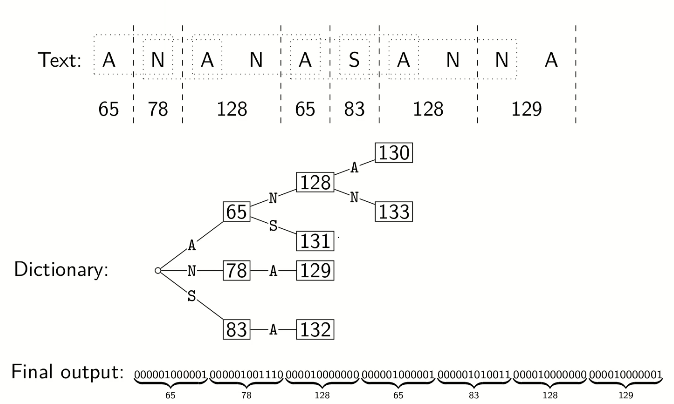 Text: A N A N A S A N N A
65 78 128 65 83 128 129
130
A
128
N N
65 133
S
A 131
Dictionary: N 78 A 129
S
83 A 132
Final output: 000001000001 000001001110 000010000000 000001000001 000001010011 000010000000 000010000001
65 78 128 65 83 128 129